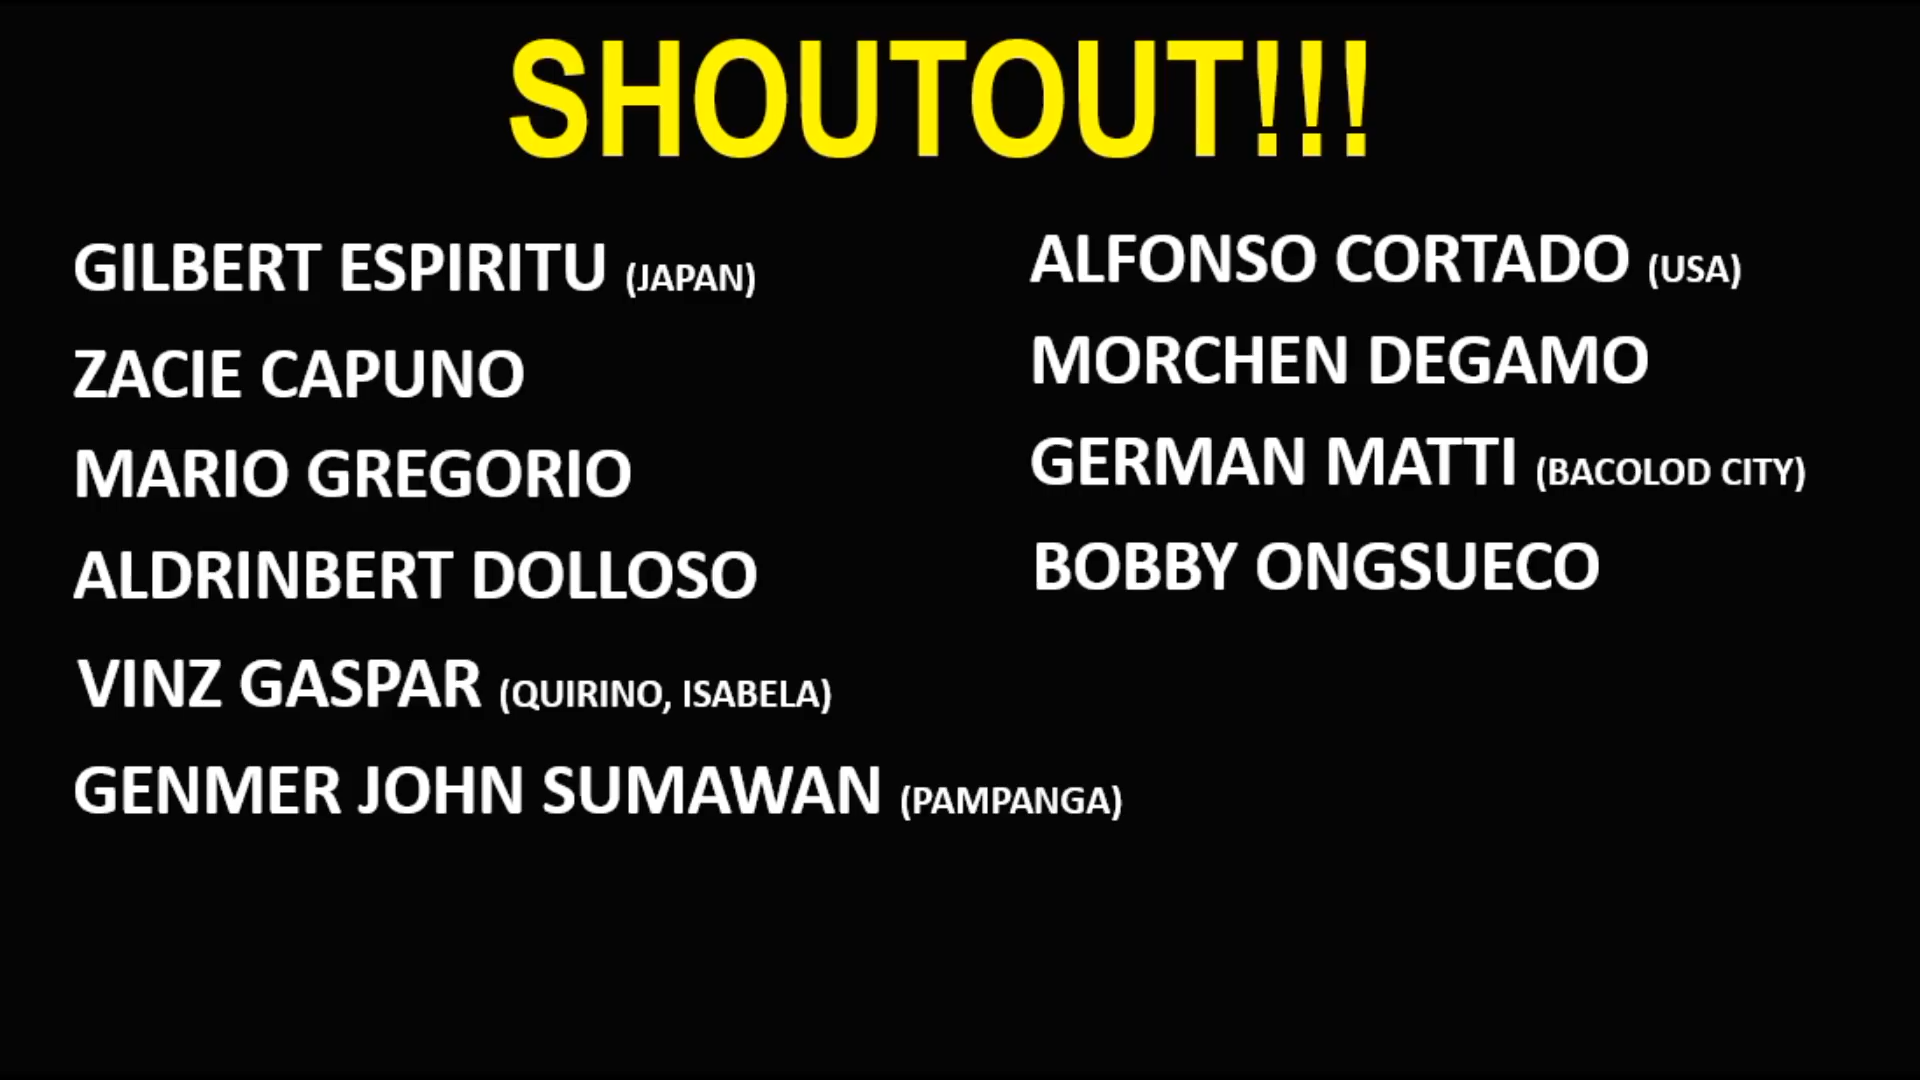 SHOUTOUT!!!
GILBERT ESPIRITU (JAPAN)
ZACIE CAPUNO
MARIO GREGORIO
ALDRINBERT DOLLOSO
VINZ GASPAR (QUIRINO, ISABELA)
GENMER JOHN SUMAWAN (PAMPANGA)
ALFONSO CORTADO (USA)
MORCHEN DEGAMO
GERMAN MATTI (BACOLOD CITY)
BOBBY ONGSUECO